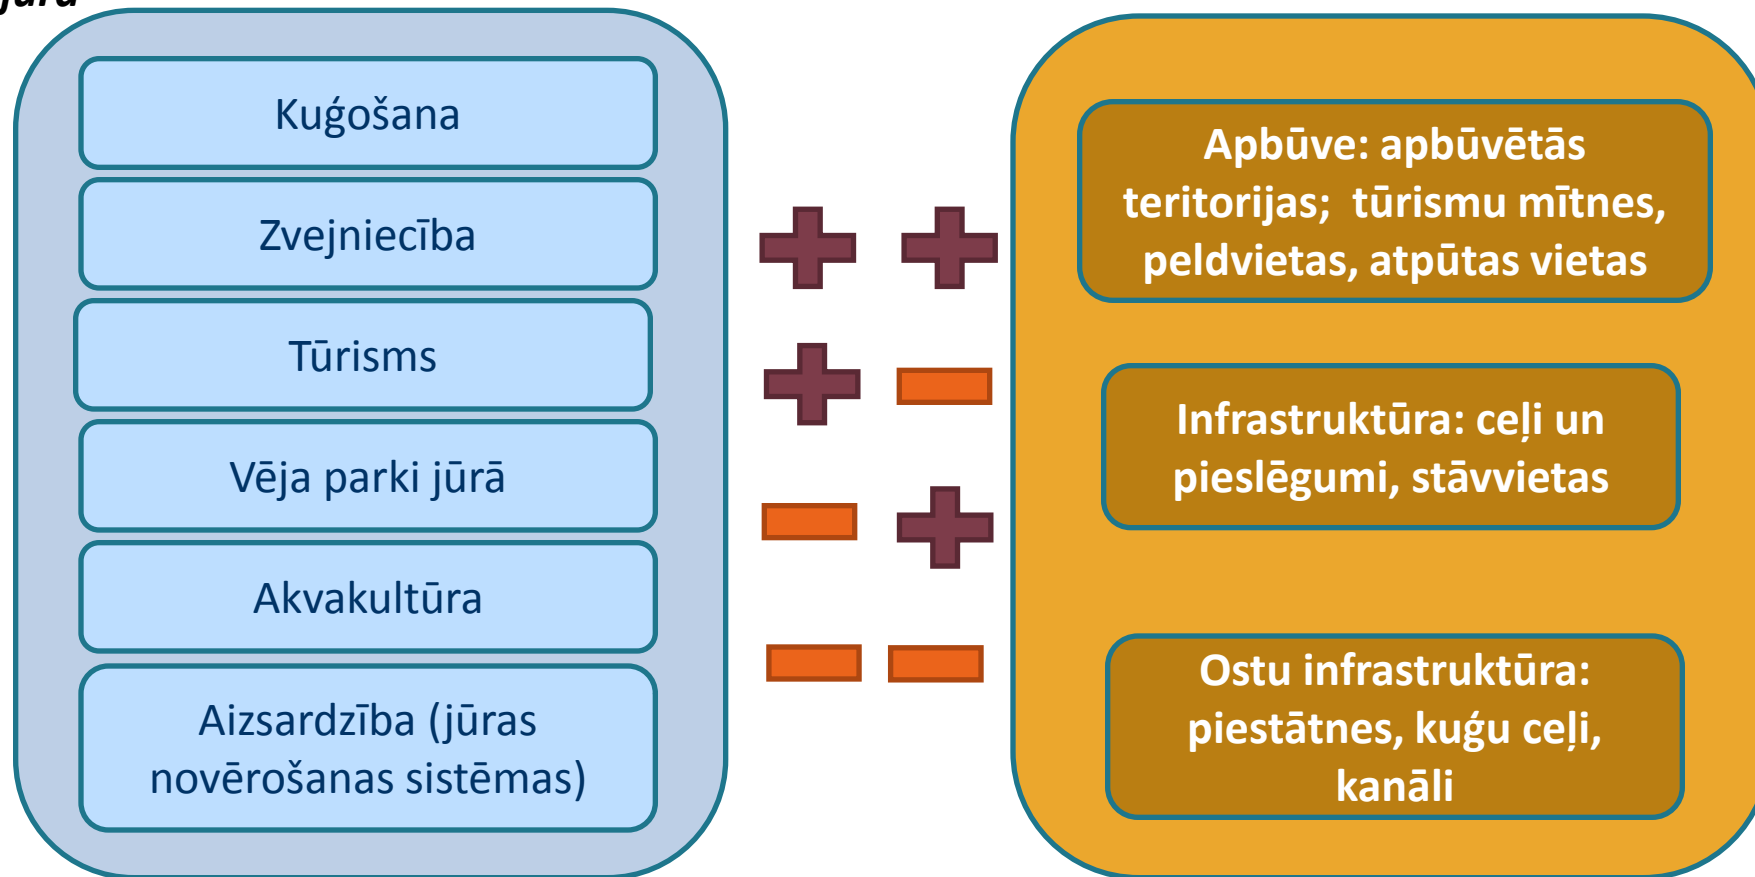 Kuģošana
Zvejniecība
Tūrisms
Vēja parki jūrā
Akvakultūra
Aizsardzība (jūras
novērošanas sistēmas)
Apbūve: apbūvētās
teritorijas;  tūrismu mītnes,
peldvietas, atpūtas vietas
Infrastruktūra: ceļi un
pieslēgumi, stāvvietas
Ostu infrastruktūra:
piestātnes, kuģu ceļi,
kanāli